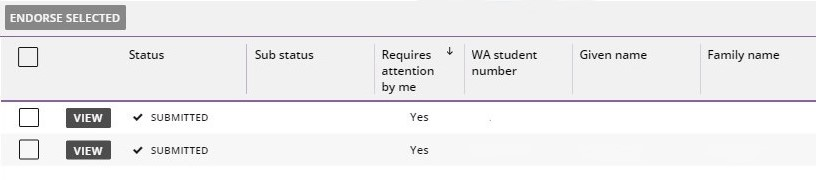 ENDORSE SELECTED
Status Sub status Requires attention by me ↓ WA student number Given name Family name
VIEW ✔ SUBMITTED Yes
VIEW ✔ SUBMITTED Yes